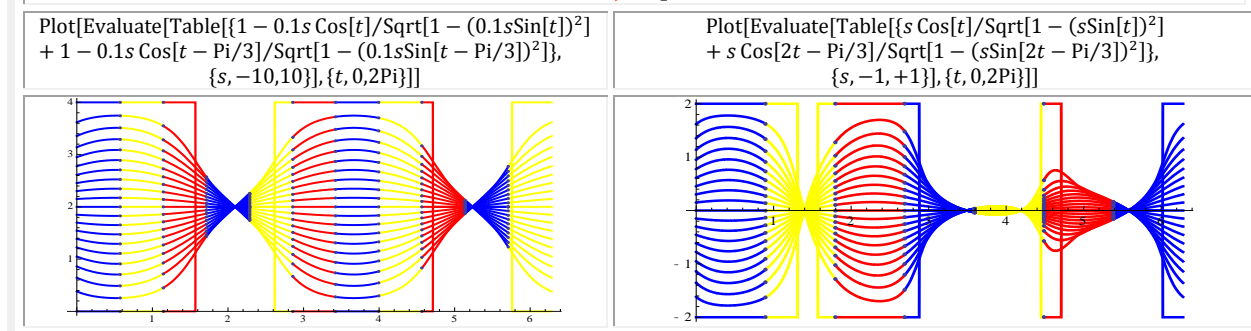 Plot[Evaluate[Table[{1 − 0.1s Cos[t]/Sqrt[1 − (0.1sSin[t])²]
+ 1 − 0.1s Cos[t − Pi/3]/Sqrt[1 − (0.1sSin[t − Pi/3])²]},
{s, −10,10}], {t, 0,2Pi}]]
Plot[Evaluate[Table[{s Cos[t]/Sqrt[1 − (sSin[t])²]
+ s Cos[2t − Pi/3]/Sqrt[1 − (sSin[2t − Pi/3])²]},
{s, −1, +1}], {t, 0,2Pi}]]
4
3
2
1
1 2 3 4 5 6
2
1
- 1
- 2
1 2 3 4 5